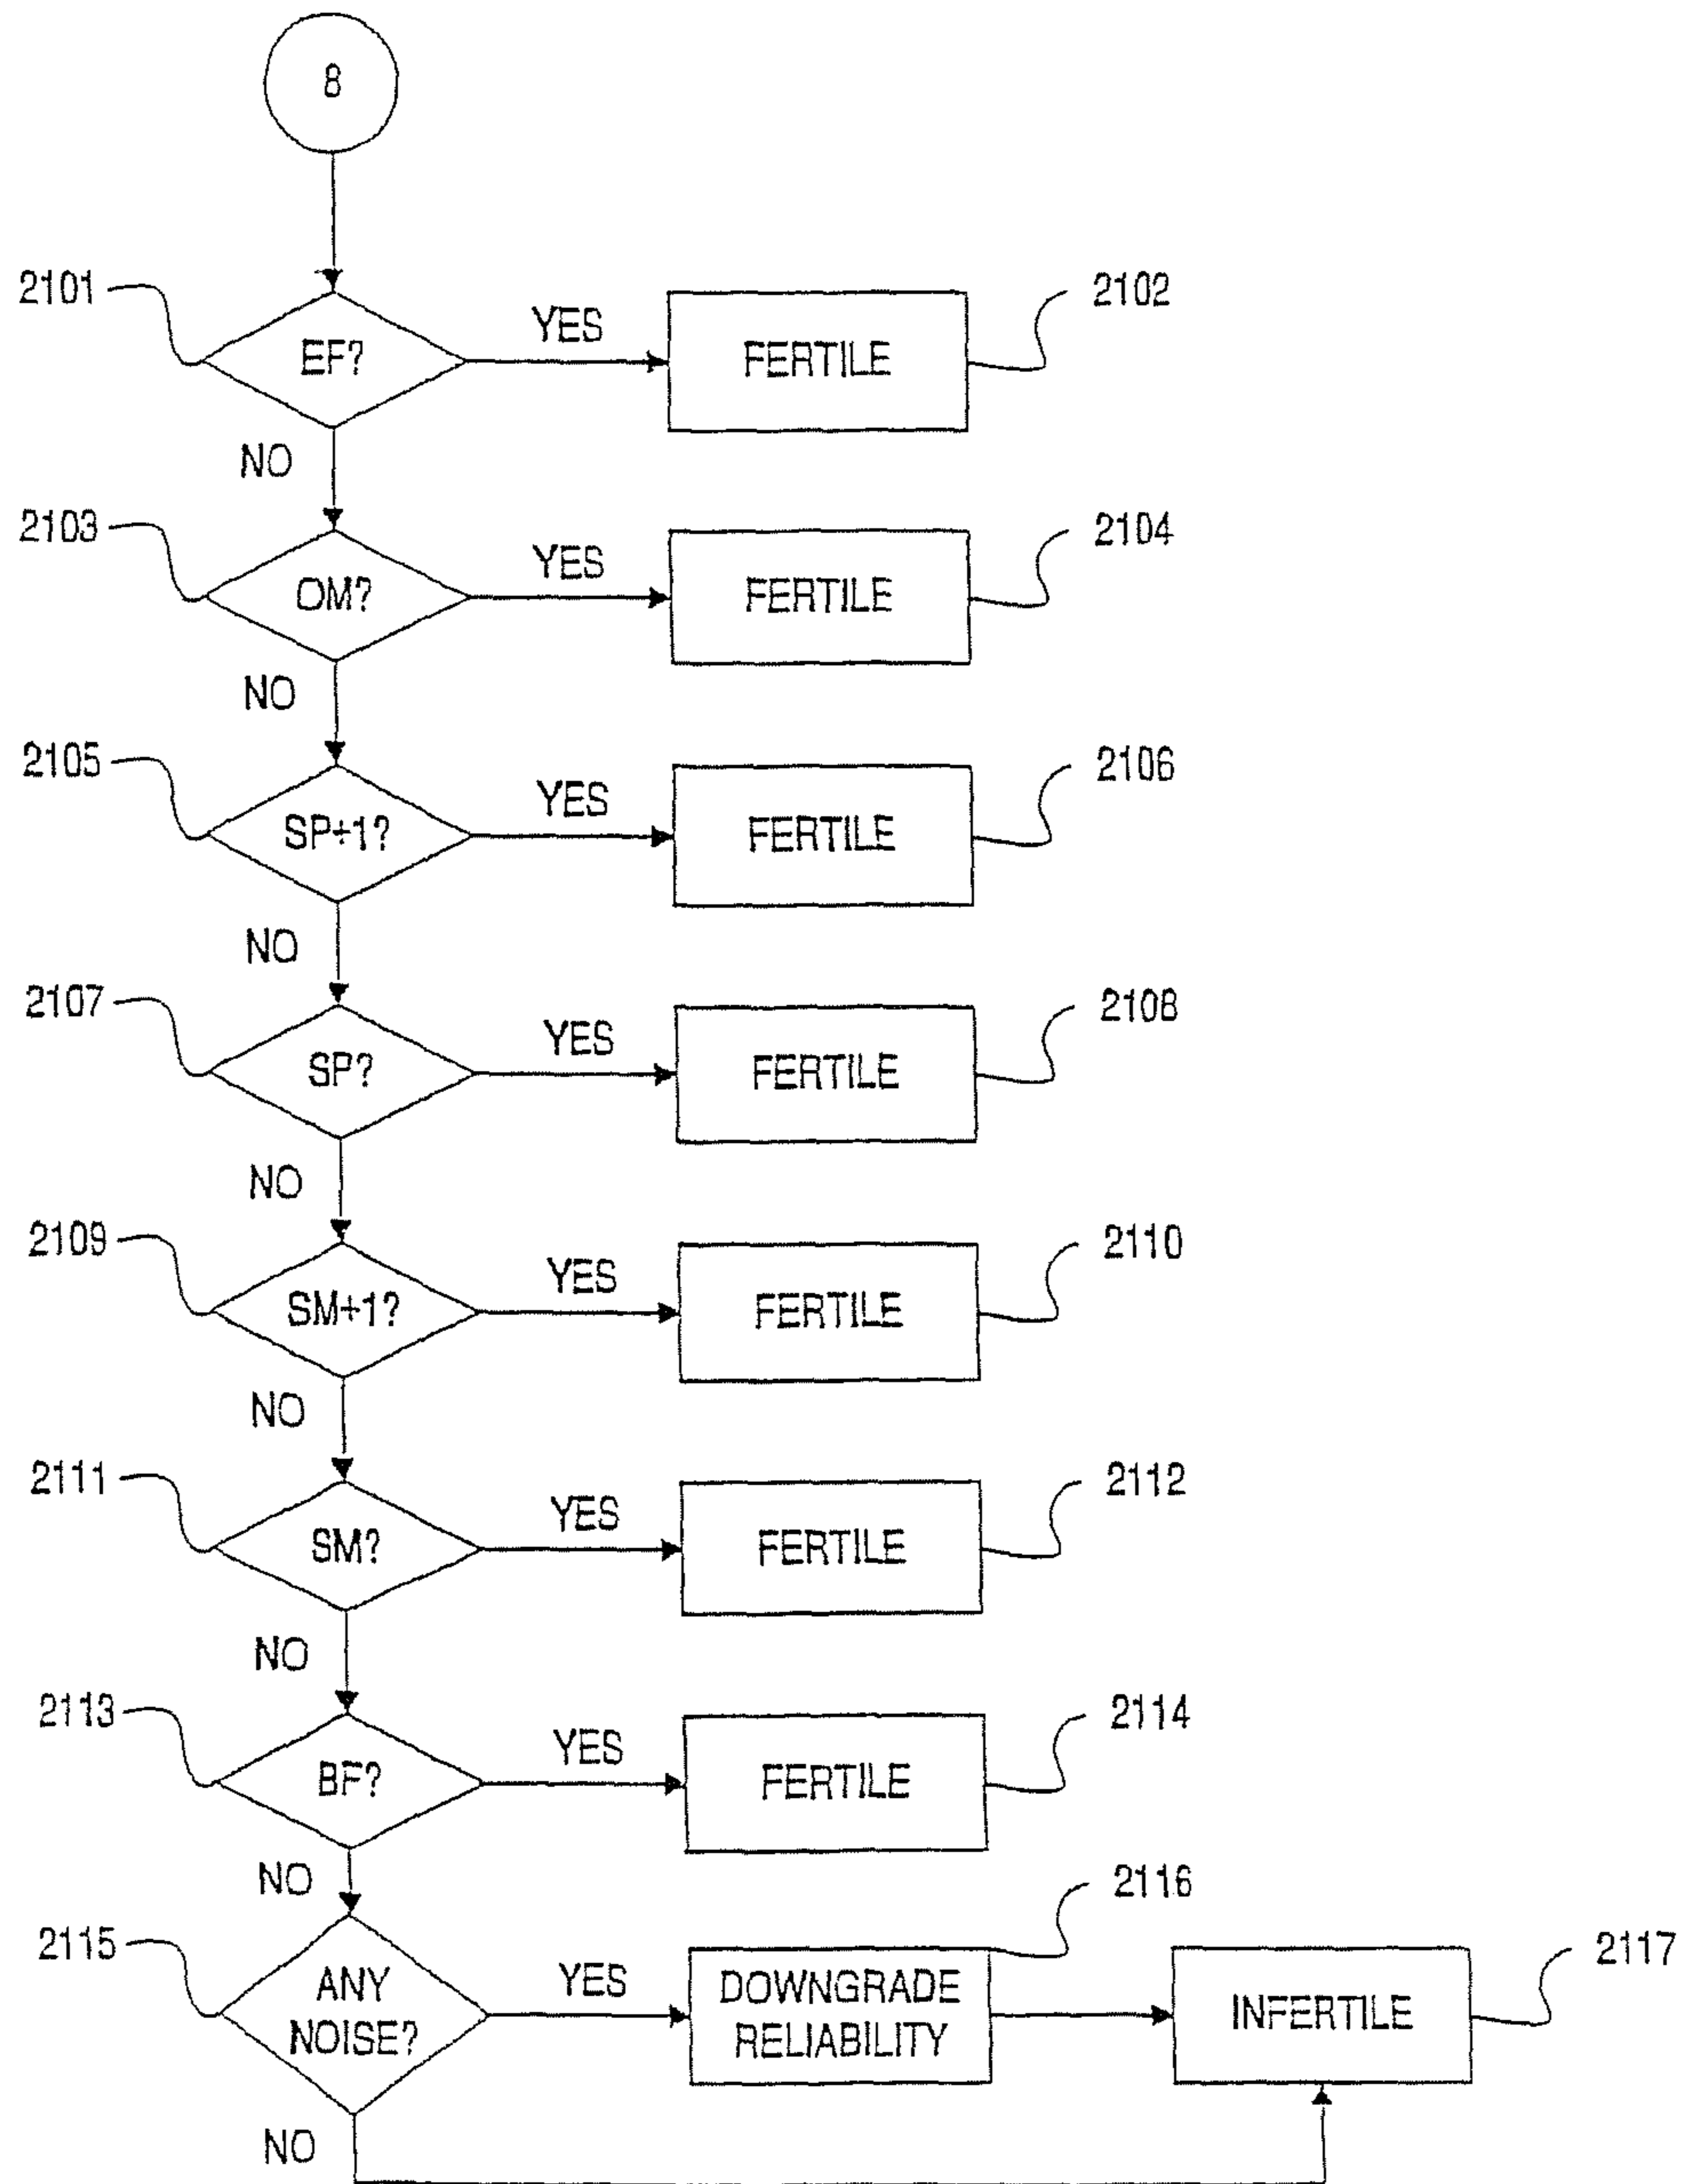 8
2101
EF?
YES
FERTILE
2102
NO
2103
OM?
YES
FERTILE
2104
NO
2105
SP+1?
YES
FERTILE
2106
NO
2107
SP?
YES
FERTILE
2108
NO
2109
SM+1?
YES
FERTILE
2110
NO
2111
SM?
YES
FERTILE
2112
NO
2113
BF?
YES
FERTILE
2114
NO
2115
ANY
NOISE?
YES
DOWNGRADE
RELIABILITY
2116
INFERTILE
2117
NO